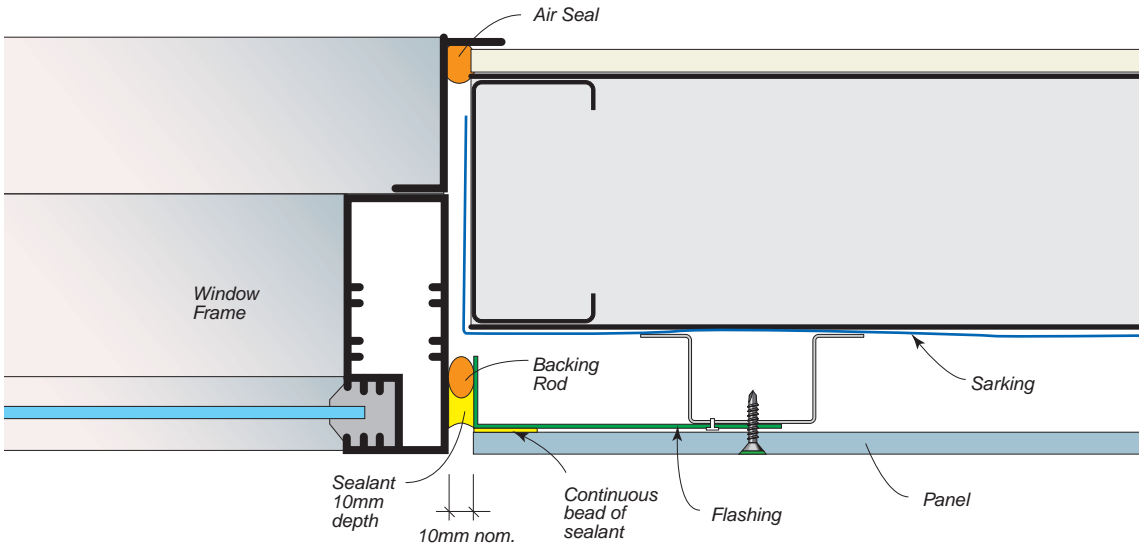 Air Seal
Window
Frame
Backing
Rod
Sarking
Sealant
10mm
depth
10mm nom.
Continuous
bead of
sealant
Flashing
Panel